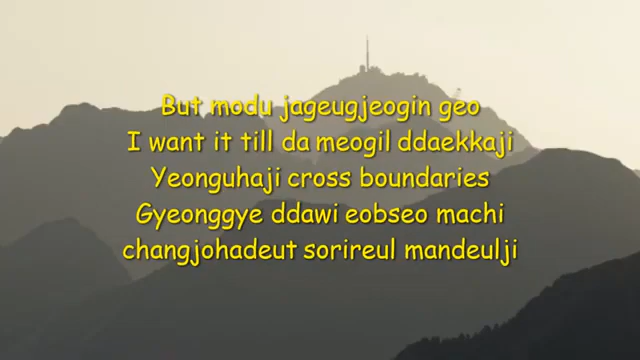 But modu jageugjeogin geo
I want it till da meogil ddaekkaji
Yeonguhaji cross boundaries
Gyeonggye ddawi eobseo machi
changjohadeut sorireul mandeulji